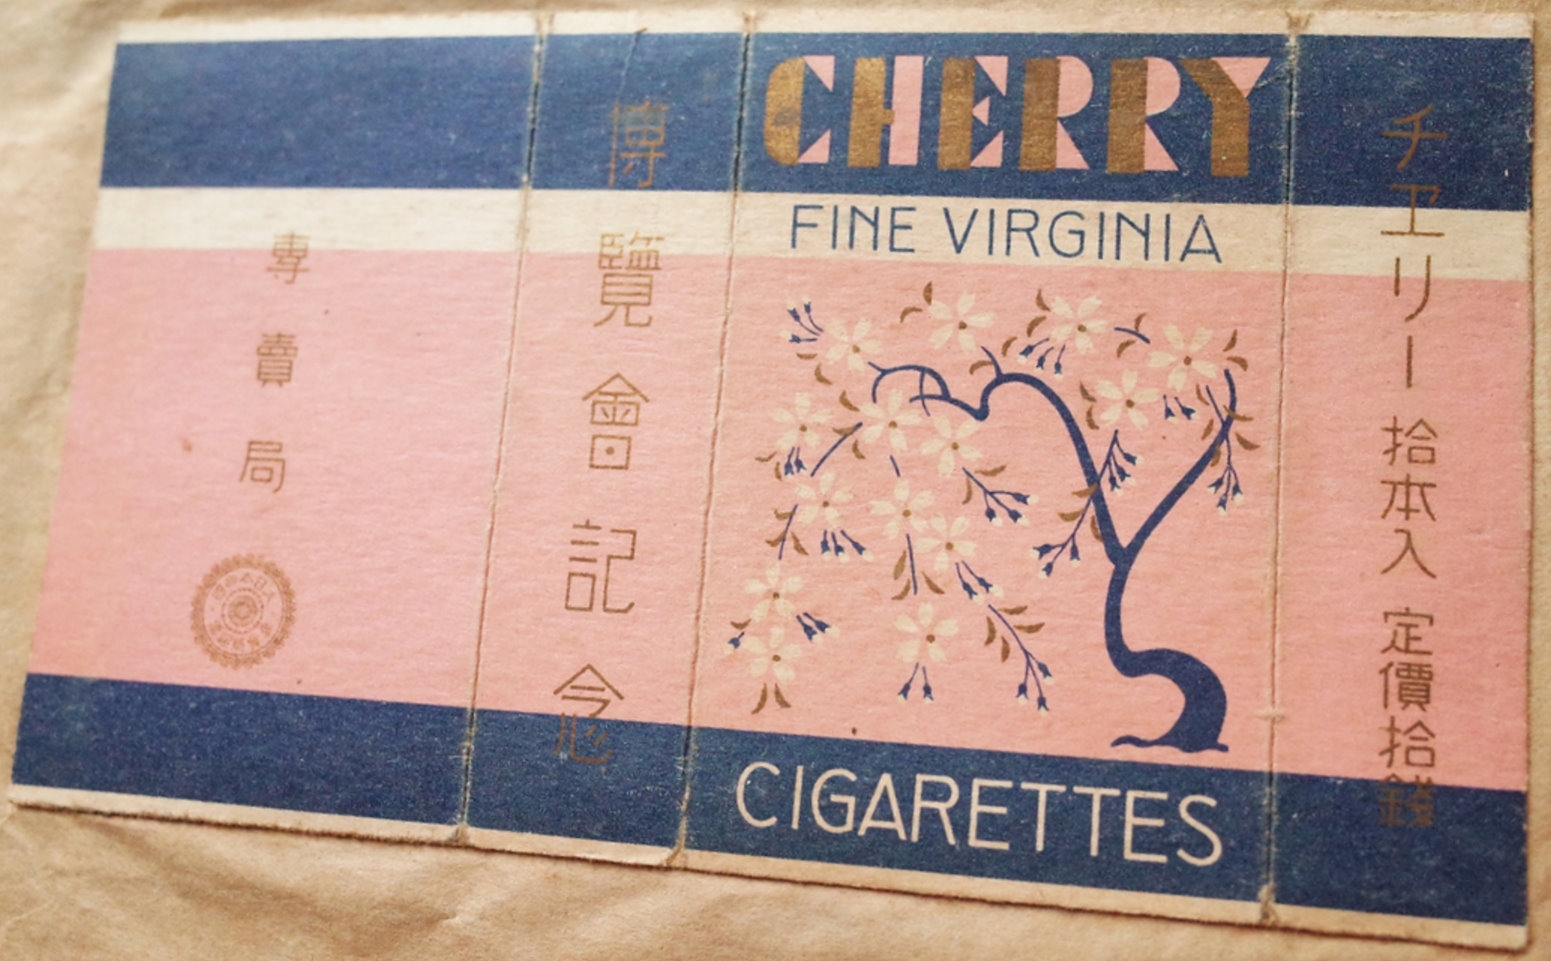 CHERRY
FINE VIRGINIA
CIGARETTES
チヱリー 拾本入 定價拾錢
博覽會記念
專賣局